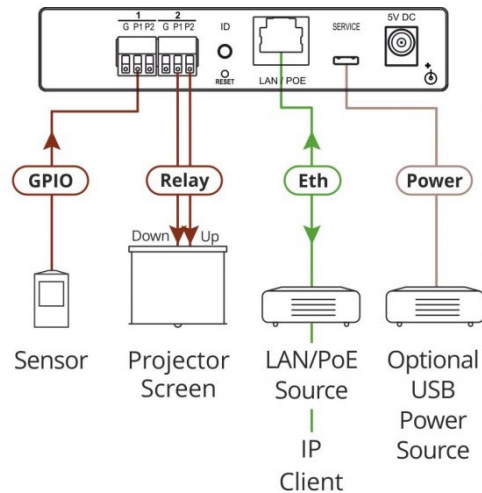 1 2
G P1 P2 G P1 P2
ID
RESET
LAN / POE
SERVICE
5V DC
GPIO
Relay
Eth
Power
Down Up
Sensor
Projector
Screen
LAN/PoE
Source
IP
Client
Optional
USB
Power
Source